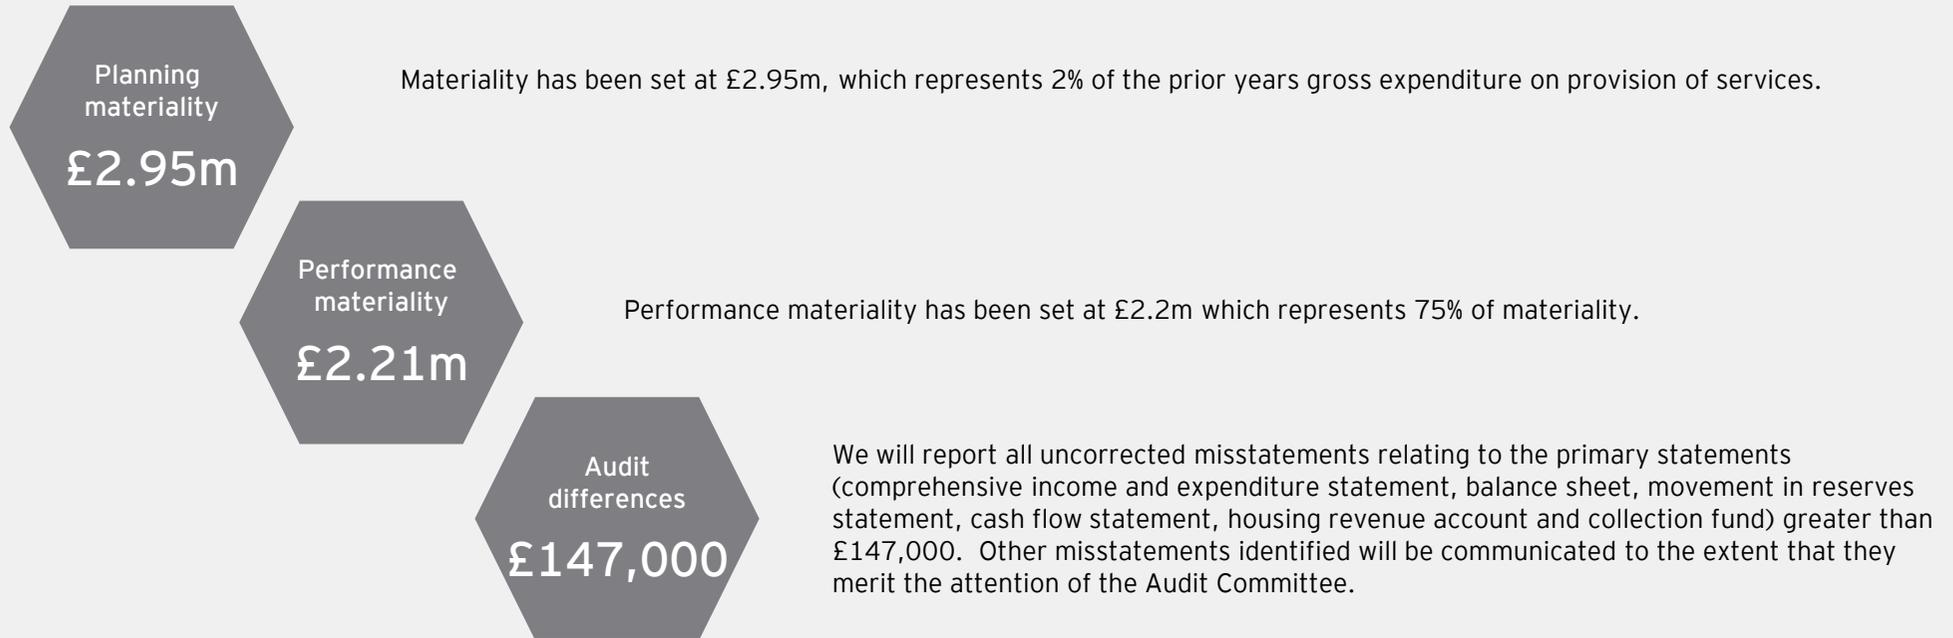 Planning
materiality
£2.95m
Materiality has been set at £2.95m, which represents 2% of the prior years gross expenditure on provision of services.
Performance
materiality
£2.21m
Performance materiality has been set at £2.2m which represents 75% of materiality.
Audit
differences
£147,000
We will report all uncorrected misstatements relating to the primary statements
(comprehensive income and expenditure statement, balance sheet, movement in reserves
statement, cash flow statement, housing revenue account and collection fund) greater than
£147,000.  Other misstatements identified will be communicated to the extent that they
merit the attention of the Audit Committee.